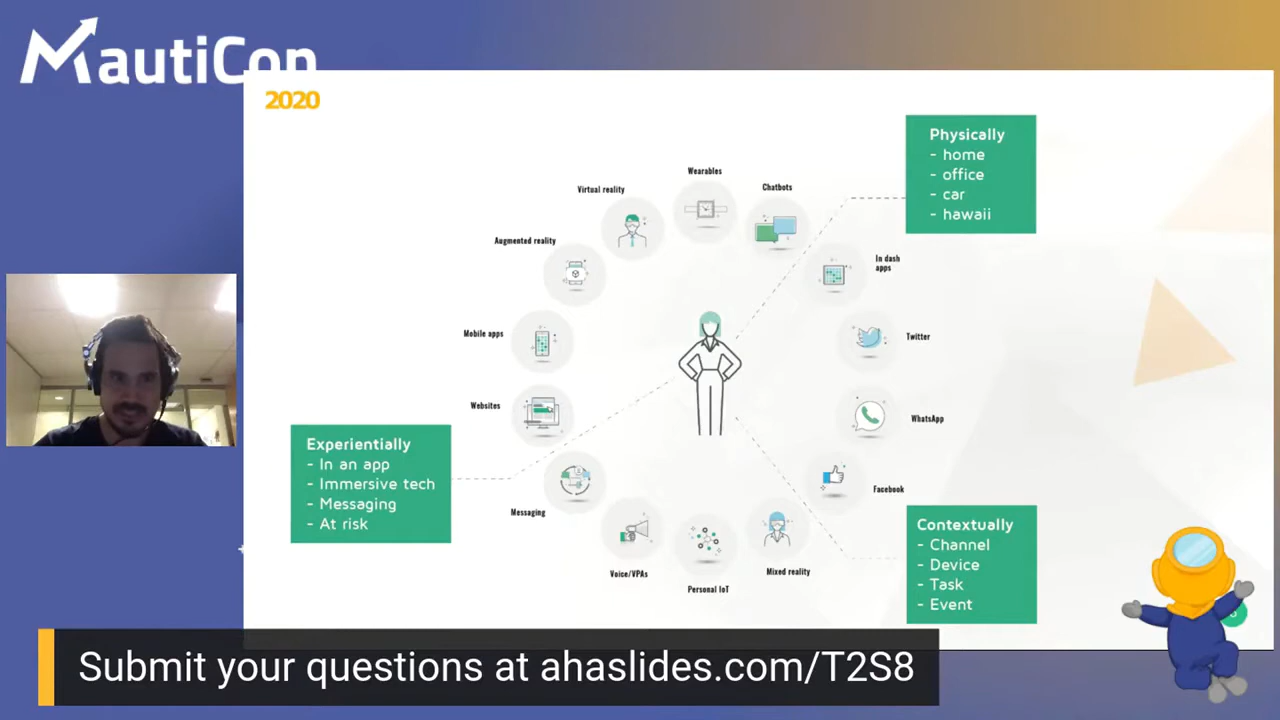 MautiCon
2020
Physically
- home
- office
- car
- hawaii
Wearables
Virtual reality
Chatbots
Augmented reality
In dash
apps
Mobile apps
Twitter
Websites
WhatsApp
Experientially
- In an app
- Immersive tech
- Messaging
- At risk
Facebook
Messaging
Contextually
- Channel
- Device
- Task
- Event
Voice/VPAs
Personal IoT
Mixed reality
Submit your questions at ahaslides.com/T2S8